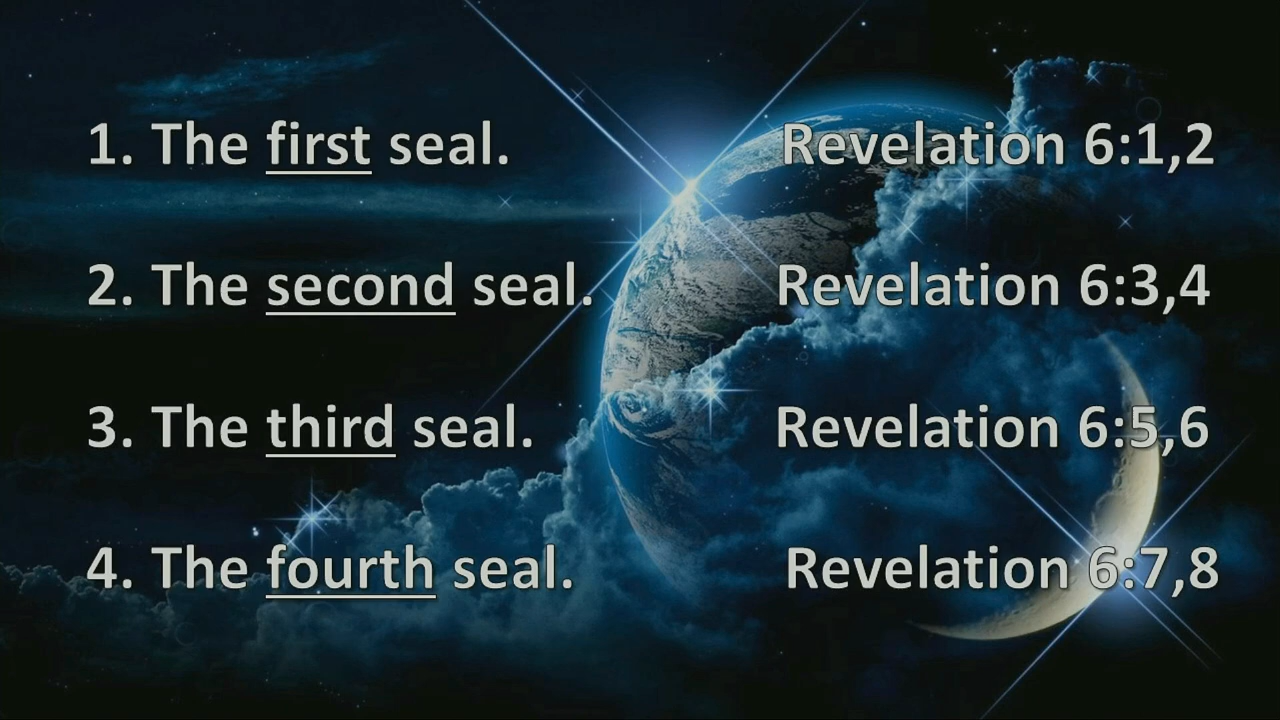 1. The first seal. Revelation 6:1,2
2. The second seal. Revelation 6:3,4
3. The third seal. Revelation 6:5,6
4. The fourth seal. Revelation 6:7,8